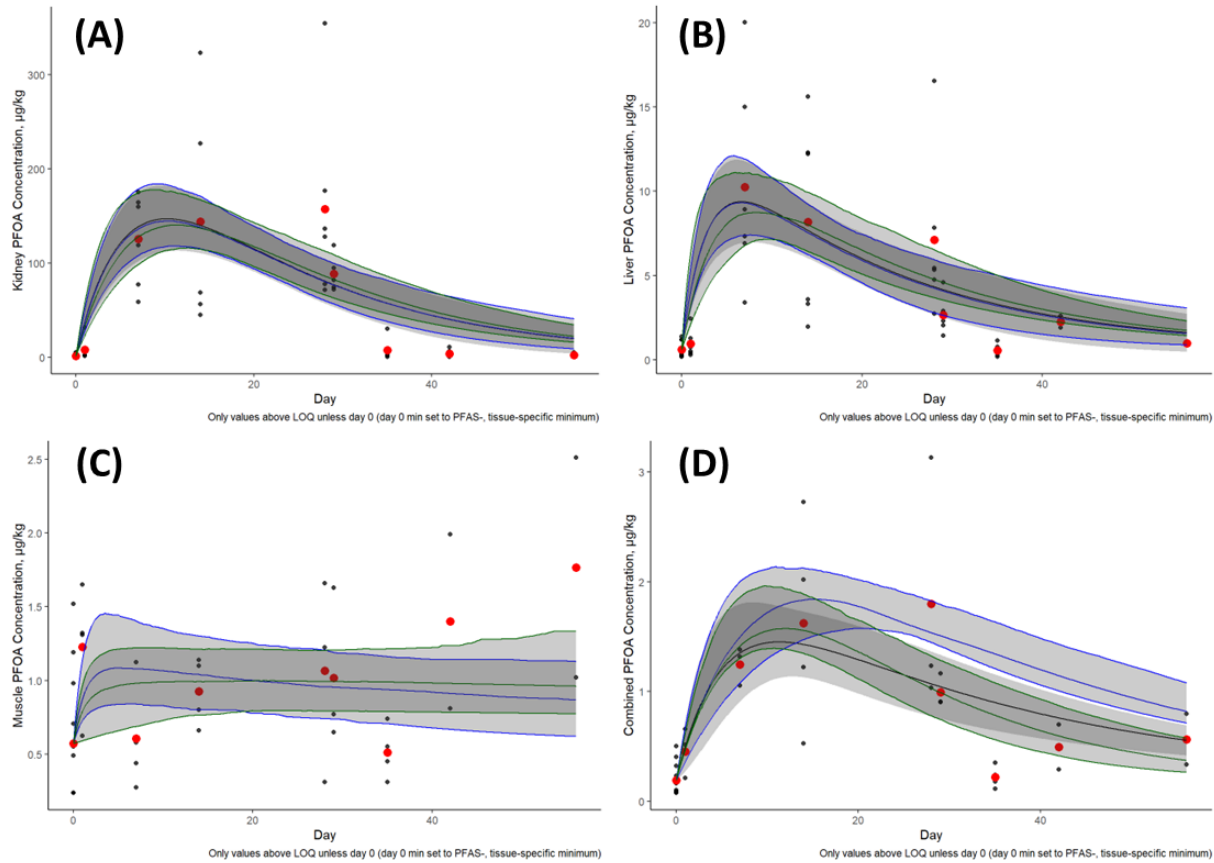 (A)
Kidney PFOA Concentration, µg/kg
300
200
100
0
0
20
40
Day
Only values above LOQ unless day 0 (day 0 min set to PFAS-, tissue-specific minimum)
(B)
Liver PFOA Concentration, µg/kg
20
15
10
5
0
0
20
40
Day
Only values above LOQ unless day 0 (day 0 min set to PFAS-, tissue-specific minimum)
(C)
Muscle PFOA Concentration, µg/kg
2.5
2.0
1.5
1.0
0.5
0
20
40
Day
Only values above LOQ unless day 0 (day 0 min set to PFAS-, tissue-specific minimum)
(D)
Combined PFOA Concentration, µg/kg
3
2
1
0
0
20
40
Day
Only values above LOQ unless day 0 (day 0 min set to PFAS-, tissue-specific minimum)